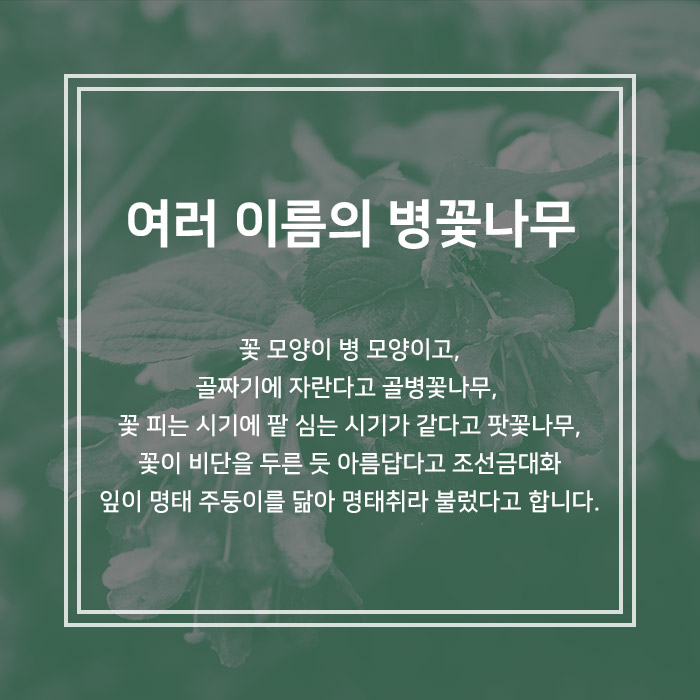 여러 이름의 병꽃나무
꽃 모양이 병 모양이고,
골짜기에 자란다고 골병꽃나무,
꽃 피는 시기에 팥 심는 시기가 같다고 팟꽃나무,
꽃이 비단을 두른 듯 아름답다고 조선금대화
잎이 명태 주둥이를 닮아 명태취라 불렀다고 합니다.